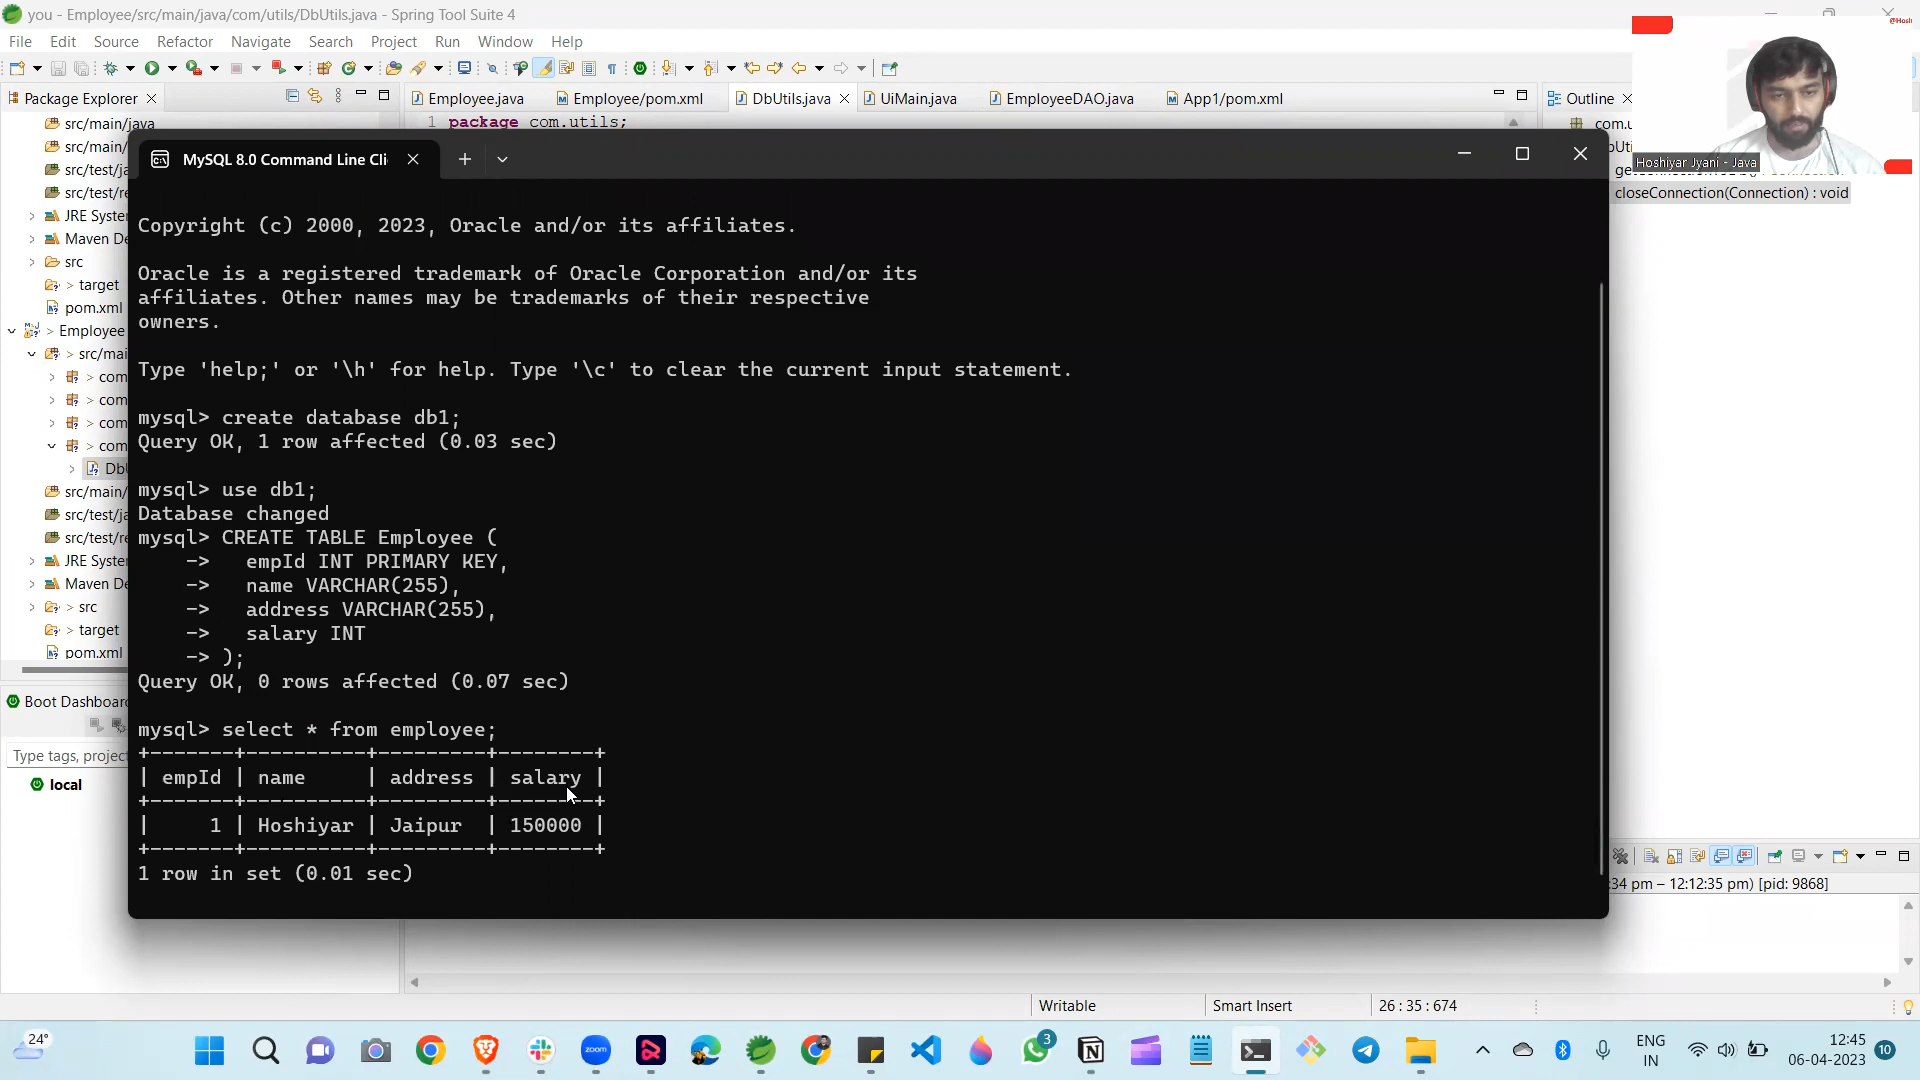 you - Employee/src/main/java/com/utils/DbUtils.java - Spring Tool Suite 4
File Edit Source Refactor Navigate Search Project Run Window Help
Package Explorer
Employee.java
Employee/pom.xml
DbUtils.java
UiMain.java
EmployeeDAO.java
App1/pom.xml
Outline
@Hosh
Hoshiyar Jyani - Java
src/main/java
src/main/
src/test/ja
src/test/re
JRE Syste
Maven De
src
target
pom.xml
> Employee
> src/mai
> com
> com
> com
> com
DbU
src/main/
src/test/ja
src/test/re
JRE Syste
Maven De
> src
> target
pom.xml
Boot Dashboard
Type tags, project
local
1 package com.utils;
com.u
closeConnection(Connection) : void
MySQL 8.0 Command Line Cli
Copyright (c) 2000, 2023, Oracle and/or its affiliates.
Oracle is a registered trademark of Oracle Corporation and/or its
affiliates. Other names may be trademarks of their respective
owners.
Type 'help;' or '\h' for help. Type '\c' to clear the current input statement.
mysql> create database db1;
Query OK, 1 row affected (0.03 sec)
mysql> use db1;
Database changed
mysql> CREATE TABLE Employee (
    ->   empId INT PRIMARY KEY,
    ->   name VARCHAR(255),
    ->   address VARCHAR(255),
    ->   salary INT
    -> );
Query OK, 0 rows affected (0.07 sec)
mysql> select * from employee;
+-------+----------+---------+--------+
| empId | name     | address | salary |
+-------+----------+---------+--------+
|     1 | Hoshiyar | Jaipur  | 150000 |
+-------+----------+---------+--------+
1 row in set (0.01 sec)
:34 pm – 12:12:35 pm) [pid: 9868]
Writable
Smart Insert
26 : 35 : 674
24°
zoom
3
ENG
IN
12:45
06-04-2023
10